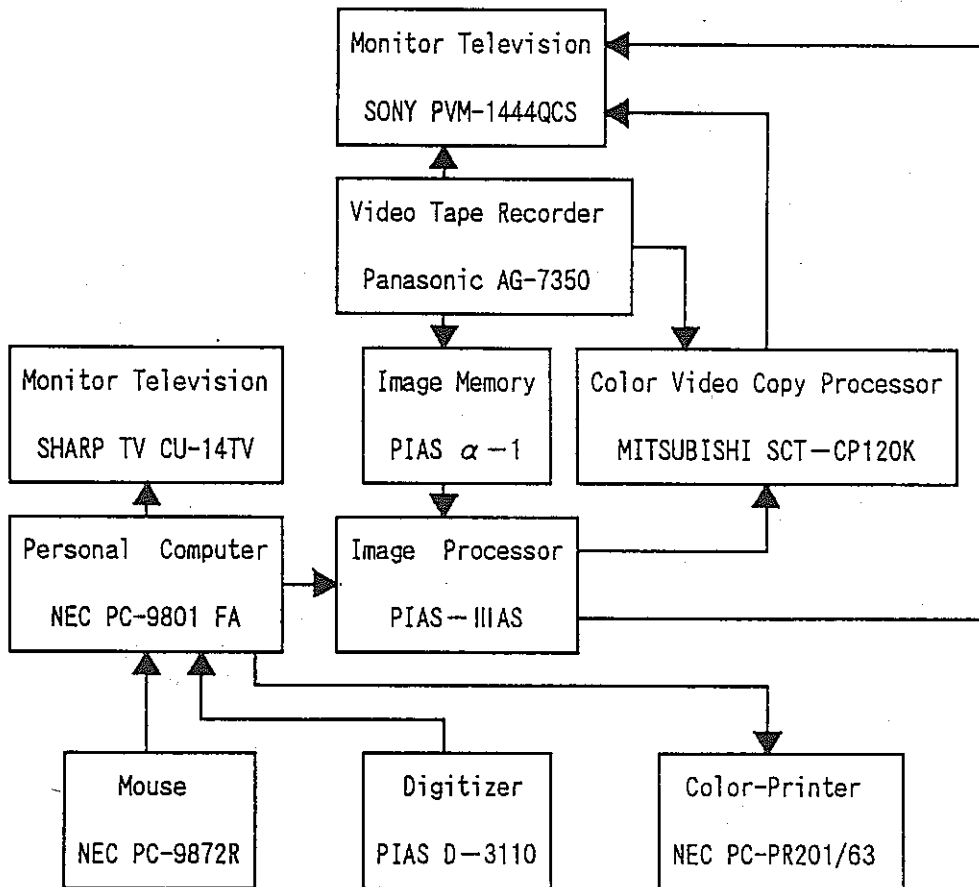 Monitor Television
SONY PVM-1444QCS
Video Tape Recorder
Panasonic AG-7350
Monitor Television
SHARP TV CU-14TV
Image Memory
PIAS α-1
Color Video Copy Processor
MITSUBISHI SCT-CP120K
Personal Computer
NEC PC-9801 FA
Image Processor
PIAS-IIIAS
Mouse
NEC PC-9872R
Digitizer
PIAS D-3110
Color-Printer
NEC PC-PR201/63